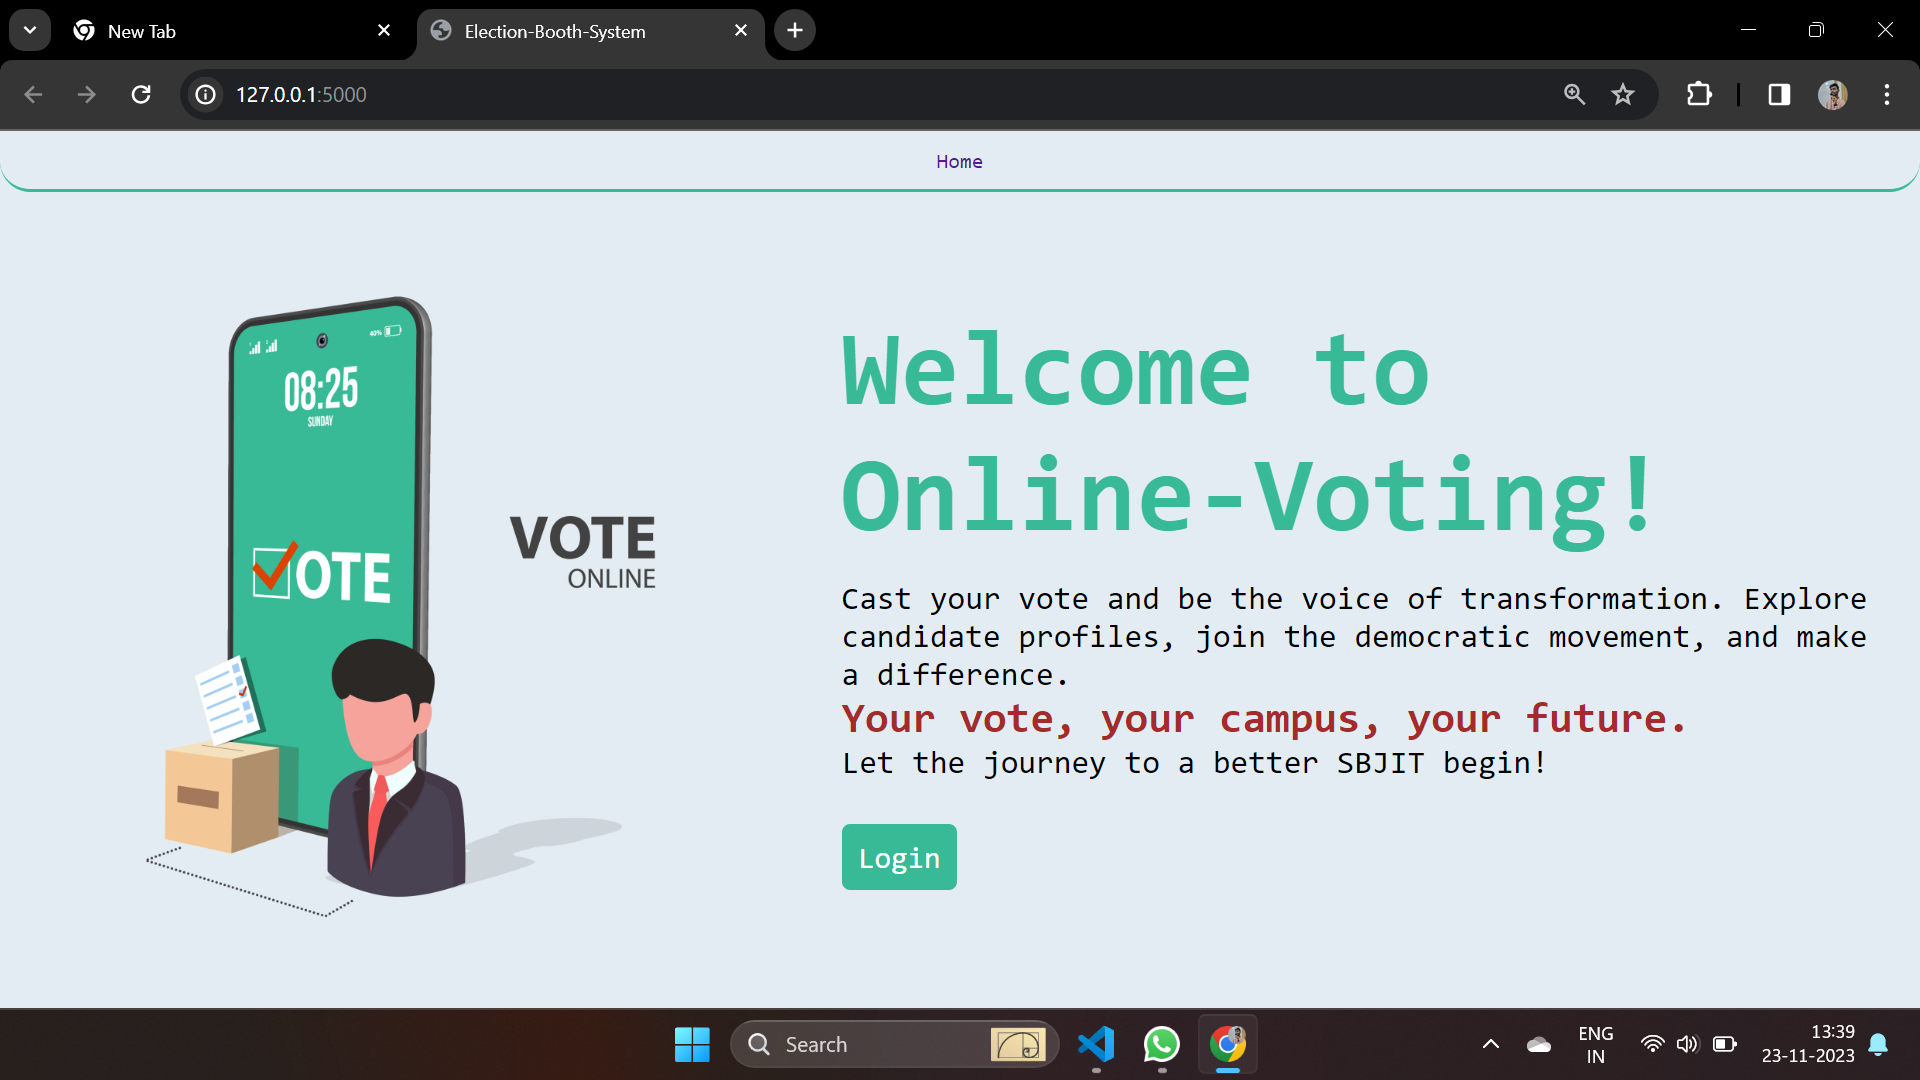 New Tab
Election-Booth-System
127.0.0.1:5000
Home
40%
08:25
SUNDAY
VOTE
ONLINE
OTE
Welcome to
Online-Voting!
Cast your vote and be the voice of transformation. Explore
candidate profiles, join the democratic movement, and make
a difference.
Your vote, your campus, your future.
Let the journey to a better SBJIT begin!
Login
Search
ENG
IN
13:39
23-11-2023